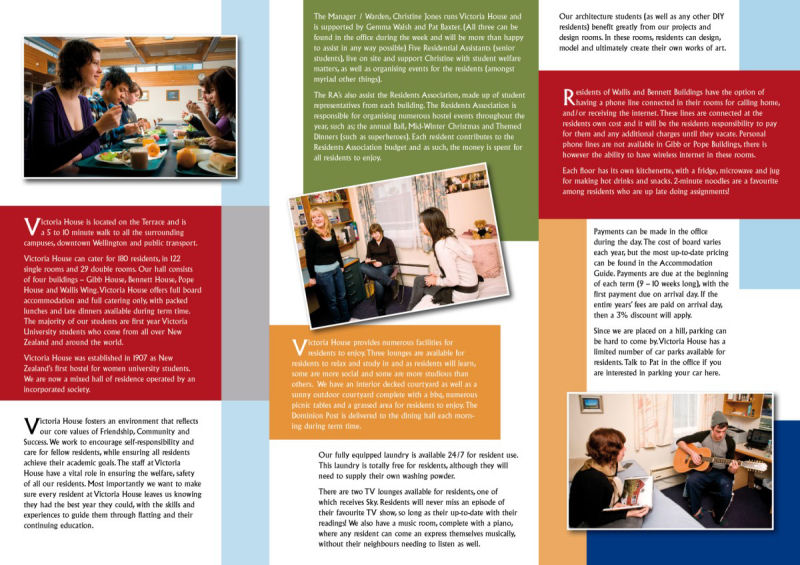 Victoria House is located on the Terrace and is
a 5 to 10 minute walk to all the surrounding
campuses, downtown Wellington and public transport.
Victoria House can cater for 180 residents, in 122
single rooms and 29 double rooms. Our hall consists
of four buildings – Gibb House, Bennett House, Pope
House and Wallis Wing. Victoria House offers full board
accommodation and full catering only, with packed
lunches and late dinners available during term time.
The majority of our students are first year Victoria
University students who come from all over New
Zealand and around the world.
Victoria House was established in 1907 as New
Zealand's first hostel for women university students.
We are now a mixed hall of residence operated by an
incorporated society.
Victoria House fosters an environment that reflects
our core values of Friendship, Community and
Success. We work to encourage self-responsibility and
care for fellow residents, while ensuring all residents
achieve their academic goals. The staff at Victoria
House have a vital role in ensuring the welfare, safety
of all our residents. Most importantly we want to make
sure every resident at Victoria House leaves us knowing
they had the best year they could, with the skills and
experiences to guide them through flatting and their
continuing education.
The Manager / Warden, Christine Jones runs Victoria House and
is supported by Gemma Walsh and Pat Baxter. (All three can be
found in the office during the week and will be more than happy
to assist in any way possible) Five Residential Assistants (senior
students), live on site and support Christine with student welfare
matters, as well as organising events for the residents (amongst
myriad other things).
The RA's also assist the Residents Association, made up of student
representatives from each building. The Residents Association is
responsible for organising numerous hostel events throughout the
year, such as; the annual Ball, Mid-Winter Christmas and Themed
Dinners (such as superheroes). Each resident contributes to the
Residents Association budget and as such, the money is spent for
all residents to enjoy.
Victoria House provides numerous facilities for
residents to enjoy. Three lounges are available for
residents to relax and study in and as residents will learn,
some are more social and some are more studious than
others. We have an interior decked courtyard as well as a
sunny outdoor courtyard complete with a bbq, numerous
picnic tables and a grassed area for residents to enjoy. The
Dominion Post is delivered to the dining hall each morn-
ing during term time.
Our fully equipped laundry is available 24/7 for resident use.
This laundry is totally free for residents, although they will
need to supply their own washing powder.
There are two TV lounges available for residents, one of
which receives Sky. Residents will never miss an episode of
their favourite TV show, so long as their up-to-date with their
readings! We also have a music room, complete with a piano,
where any resident can come an express themselves musically,
without their neighbours needing to listen as well.
Our architecture students (as well as any other DIY
residents) benefit greatly from our projects and
design rooms. In these rooms, residents can design,
model and ultimately create their own works of art.
Residents of Wallis and Bennett Buildings have the option of
having a phone line connected in their rooms for calling home,
and/or receiving the internet. These lines are connected at the
residents own cost and it will be the residents responsibility to pay
for them and any additional charges until they vacate. Personal
phone lines are not available in Gibb or Pope Buildings, there is
however the ability to have wireless internet in these rooms.
Each floor has its own kitchenette, with a fridge, microwave and jug
for making hot drinks and snacks. 2-minute noodles are a favourite
among residents who are up late doing assignments!
Payments can be made in the office
during the day. The cost of board varies
each year, but the most up-to-date pricing
can be found in the Accommodation
Guide. Payments are due at the beginning
of each term (9 – 10 weeks long), with the
first payment due on arrival day. If the
entire years' fees are paid on arrival day,
then a 3% discount will apply.
Since we are placed on a hill, parking can
be hard to come by. Victoria House has a
limited number of car parks available for
residents. Talk to Pat in the office if you
are interested in parking your car here.